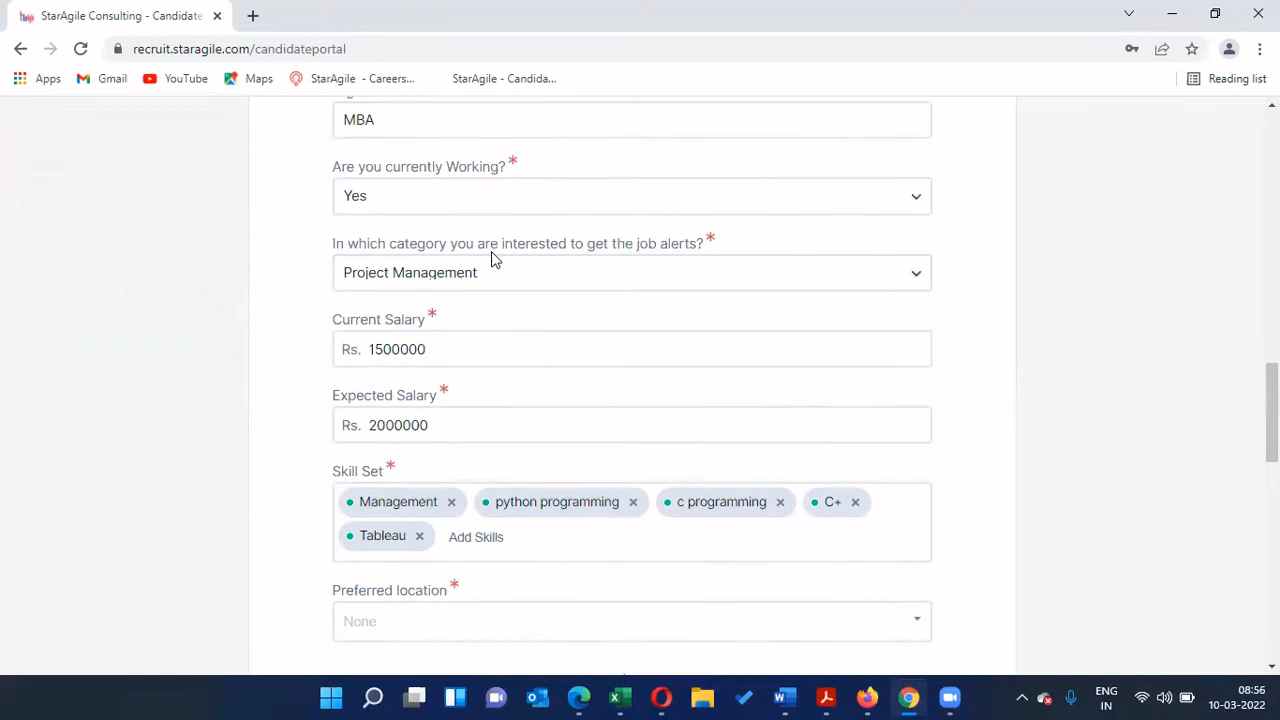 StarAgile Consulting - Candidate
recruit.staragile.com/candidateportal
Apps Gmail YouTube Maps StarAgile - Careers... StarAgile - Candida... Reading list
MBA
Are you currently Working?*
Yes
In which category you are interested to get the job alerts?*
Project Management
Current Salary*
Rs. 1500000
Expected Salary*
Rs. 2000000
Skill Set*
Management × python programming × c programming × C+ ×
Tableau × Add Skills
Preferred location*
None
ENG 08:56
IN 10-03-2022